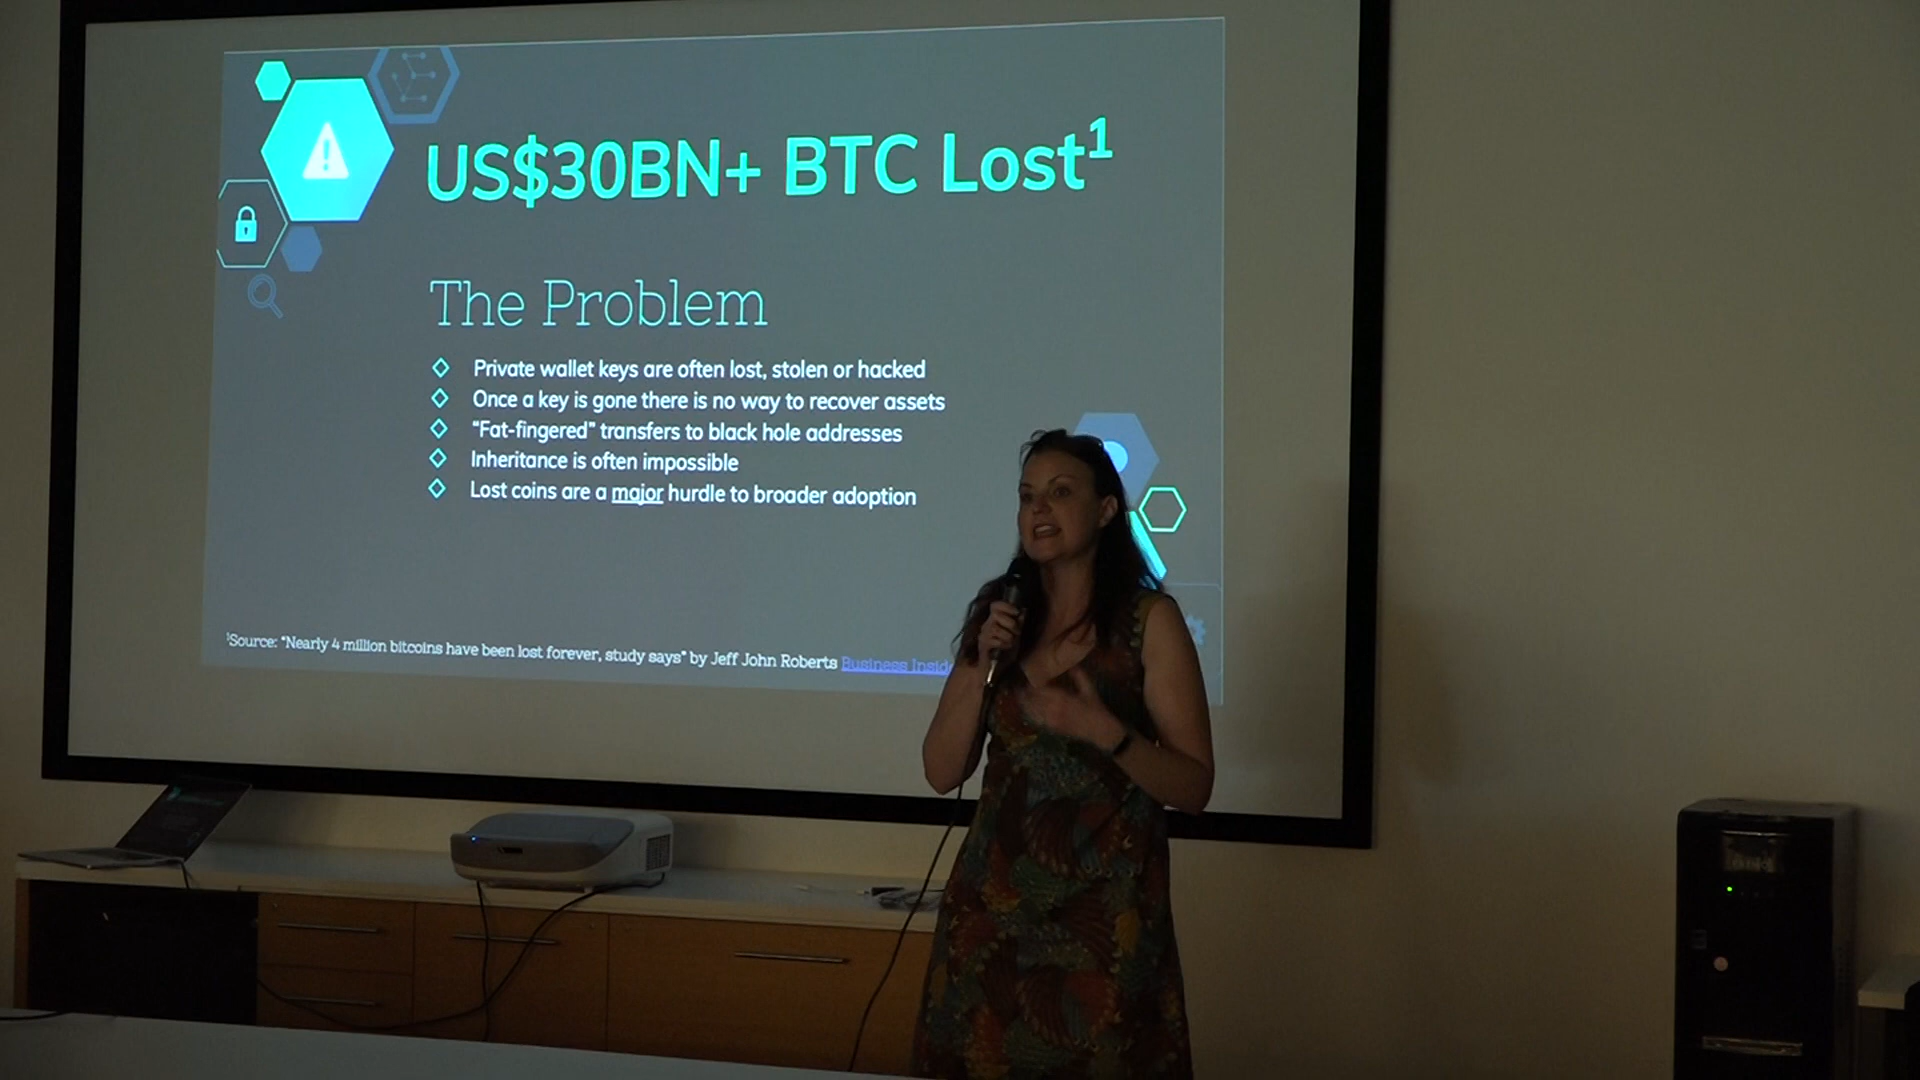 US$30BN+ BTC Lost¹
The Problem
Private wallet keys are often lost, stolen or hacked
Once a key is gone there is no way to recover assets
“Fat-fingered” transfers to black hole addresses
Inheritance is often impossible
Lost coins are a major hurdle to broader adoption
¹Source: “Nearly 4 million bitcoins have been lost forever, study says” by Jeff John Roberts Business